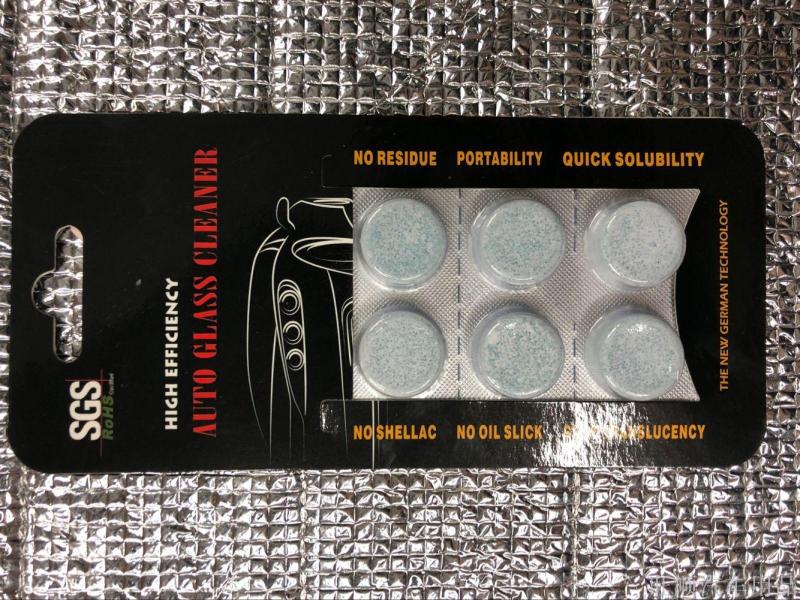 NO RESIDUE PORTABILITY QUICK SOLUBILITY
HIGH EFFICIENCY
AUTO GLASS CLEANER
SGS
RoHS
THE NEW GERMAN TECHNOLOGY
NO SHELLAC NO OIL SLICK